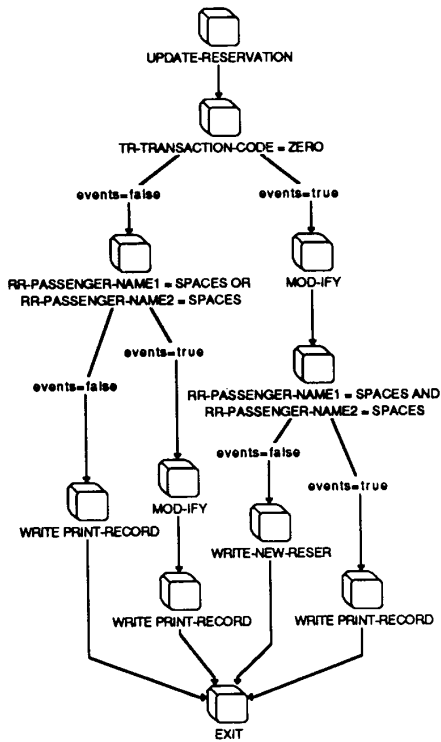 UPDATE-RESERVATION
TR-TRANSACTION-CODE = ZERO
events=false
events=true
RR-PASSENGER-NAME1 = SPACES OR
RR-PASSENGER-NAME2 = SPACES
MOD-IFY
events=true
events=false
RR-PASSENGER-NAME1 = SPACES AND
RR-PASSENGER-NAME2 = SPACES
events=false
events=true
MOD-IFY
WRITE PRINT-RECORD
WRITE-NEW-RESER
WRITE PRINT-RECORD
WRITE PRINT-RECORD
EXIT